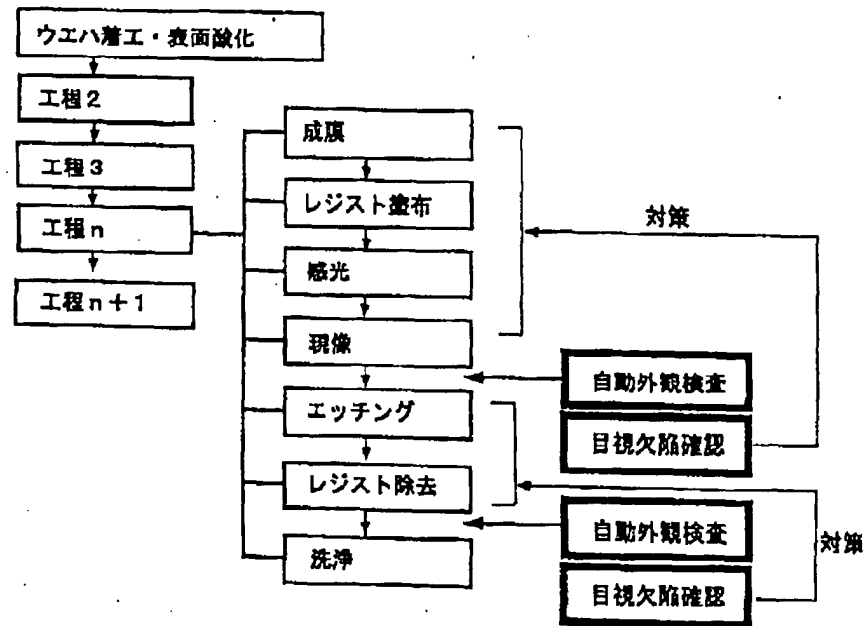 ウエハ着工・表面酸化
工程2
工程3
工程n
工程n+1
成膜
レジスト塗布
感光
現像
エッチング
レジスト除去
洗浄
対策
自動外観検査
目視欠陥確認
自動外観検査
目視欠陥確認
対策